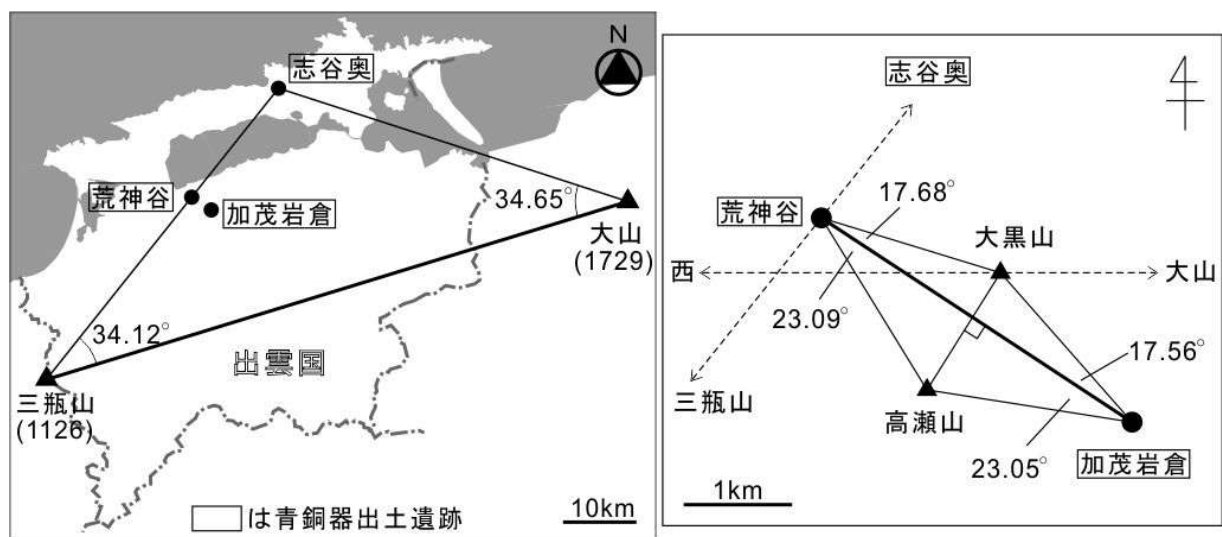 志谷奥
N
荒神谷
加茂岩倉
34.65°
大山
(1729)
34.12°
出雲国
三瓶山
(1126)
は青銅器出土遺跡
10km
志谷奥
荒神谷
17.68°
大黒山
西
大山
23.09°
17.56°
三瓶山
高瀬山
23.05°
加茂岩倉
1km